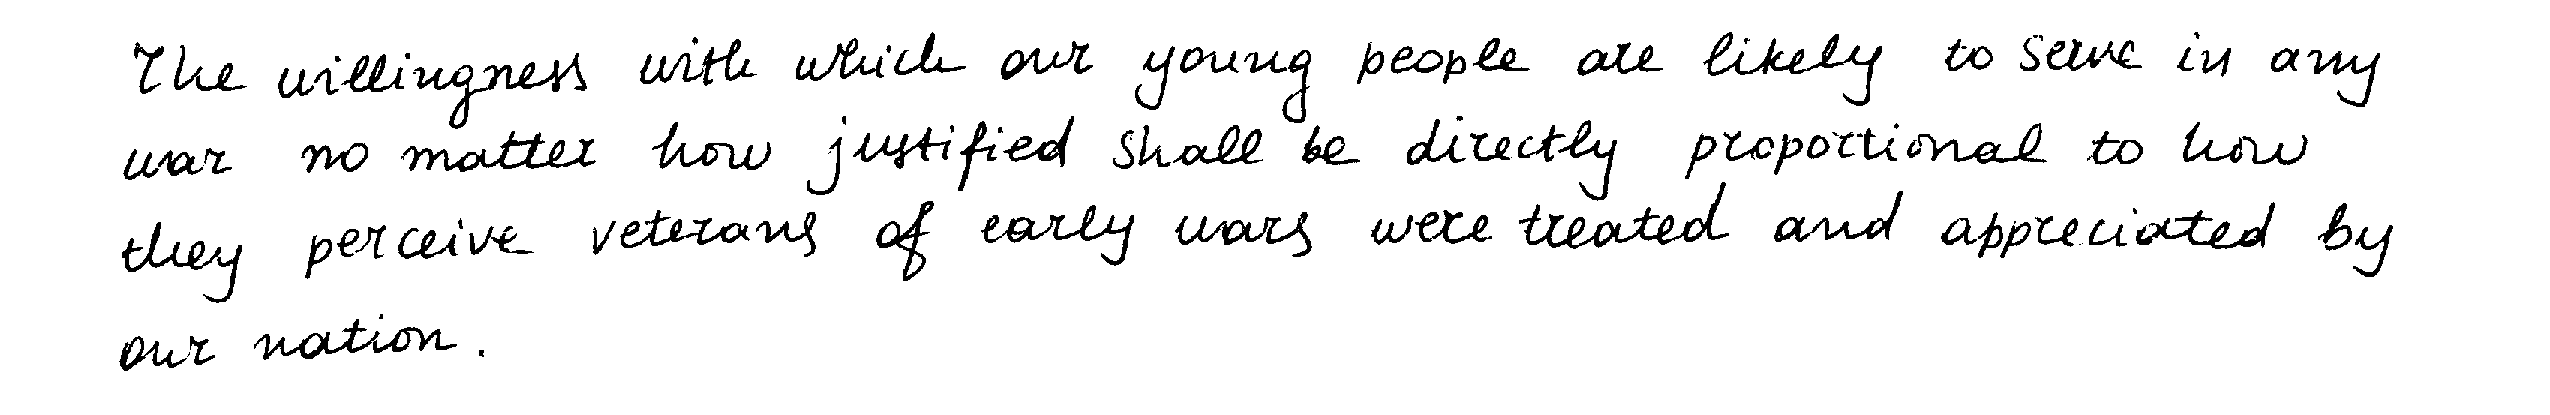 The willingness with which our young people are likely to serve in any
war no matter how justified shall be directly proportional to how
they perceive veterans of early wars were treated and appreciated by
our nation.